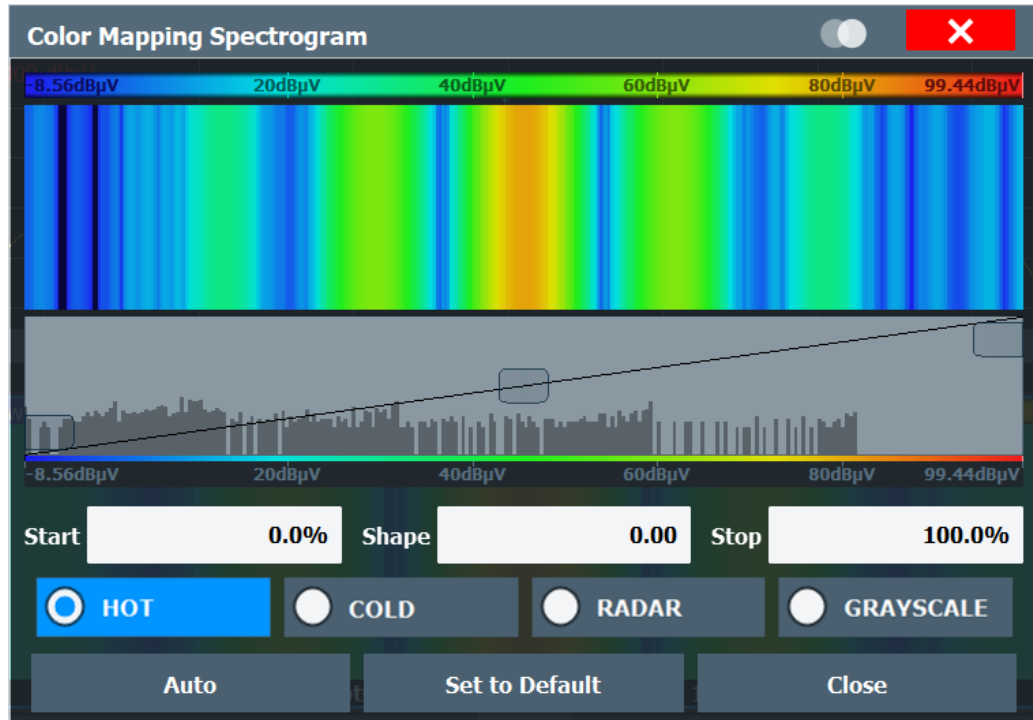 Color Mapping Spectrogram
-8.56dBµV 20dBµV 40dBµV 60dBµV 80dBµV 99.44dBµV
-8.56dBµV 20dBµV 40dBµV 60dBµV 80dBµV 99.44dBµV
Start 0.0% Shape 0.00 Stop 100.0%
HOT COLD RADAR GRAYSCALE
Auto Set to Default Close